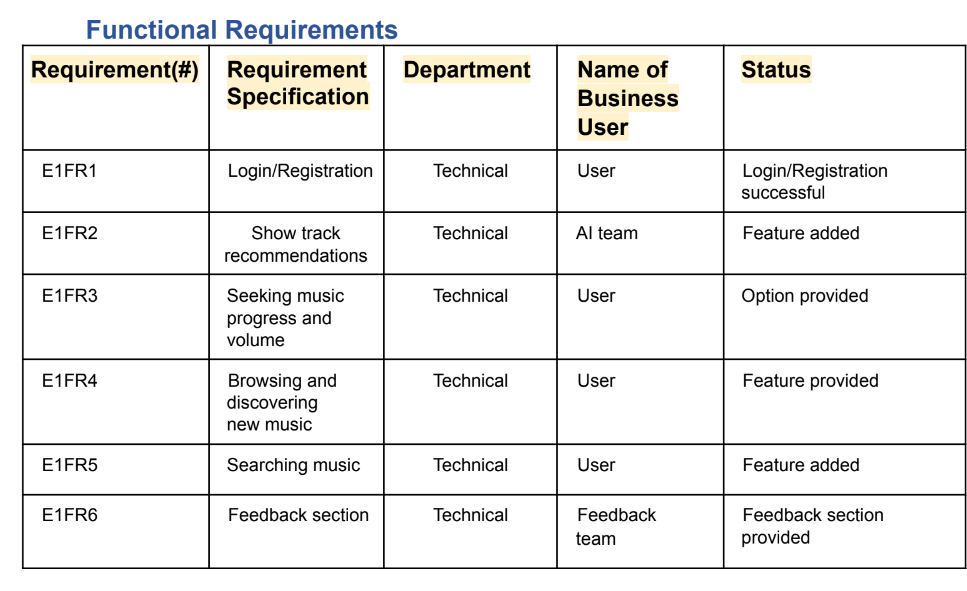 Functional Requirements
Requirement(#) Requirement Specification Department Name of Business User Status
E1FR1 Login/Registration Technical User Login/Registration successful
E1FR2 Show track recommendations Technical AI team Feature added
E1FR3 Seeking music progress and volume Technical User Option provided
E1FR4 Browsing and discovering new music Technical User Feature provided
E1FR5 Searching music Technical User Feature added
E1FR6 Feedback section Technical Feedback team Feedback section provided